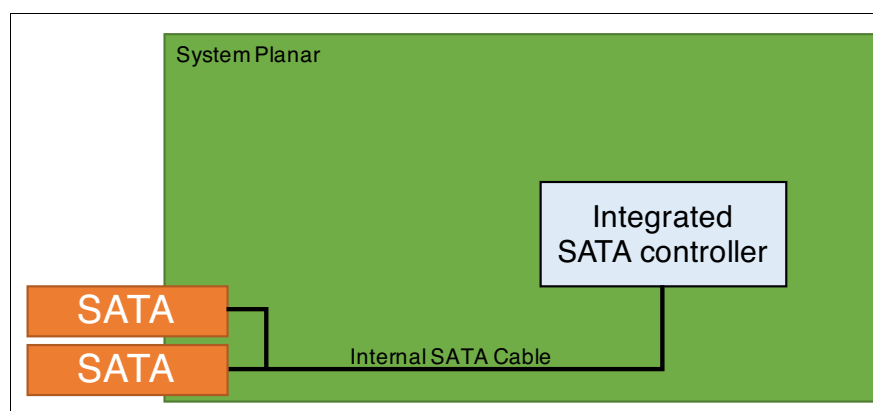 System Planar
Integrated
SATA controller
SATA
SATA
Internal SATA Cable